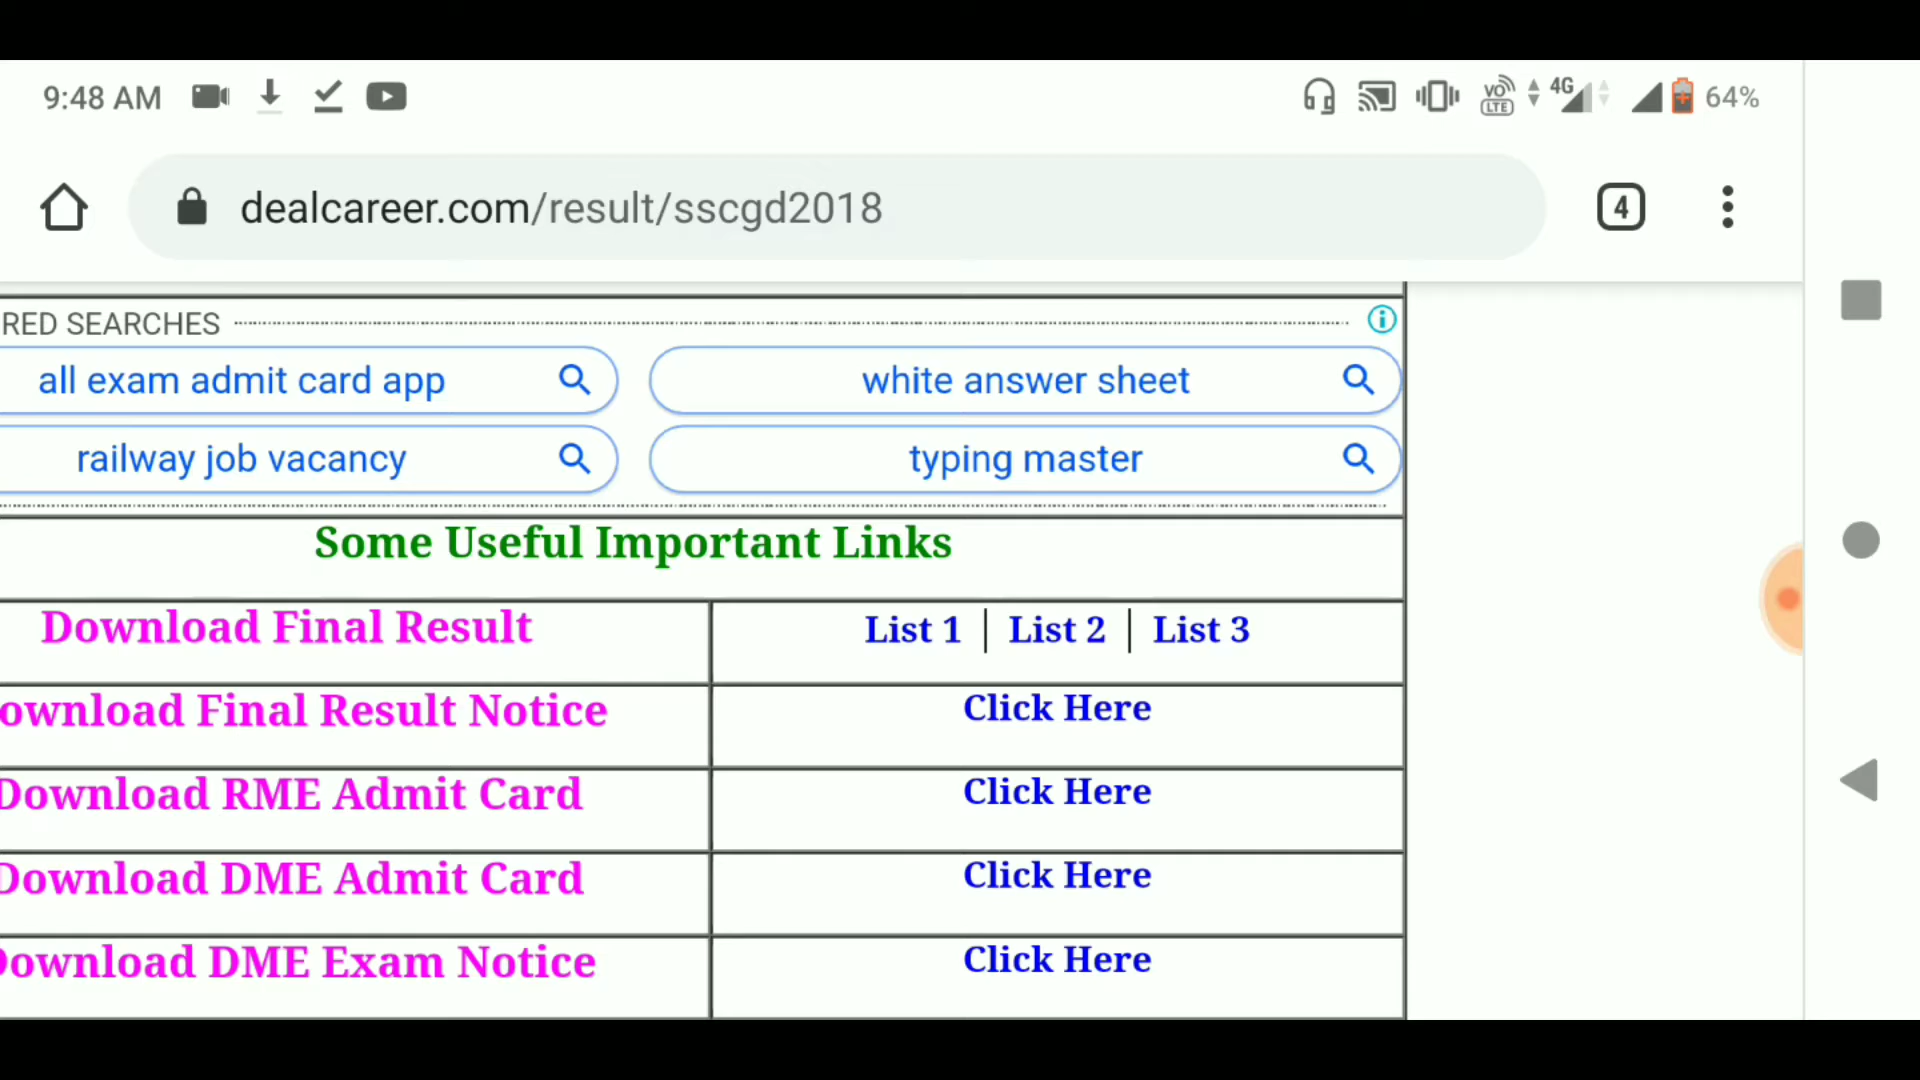 9:48 AM
VO LTE 4G 64%
dealcareer.com/result/sscgd2018
4
RED SEARCHES
all exam admit card app
white answer sheet
railway job vacancy
typing master
Some Useful Important Links
Download Final Result
List 1 | List 2 | List 3
ownload Final Result Notice
Click Here
Download RME Admit Card
Click Here
Download DME Admit Card
Click Here
Download DME Exam Notice
Click Here